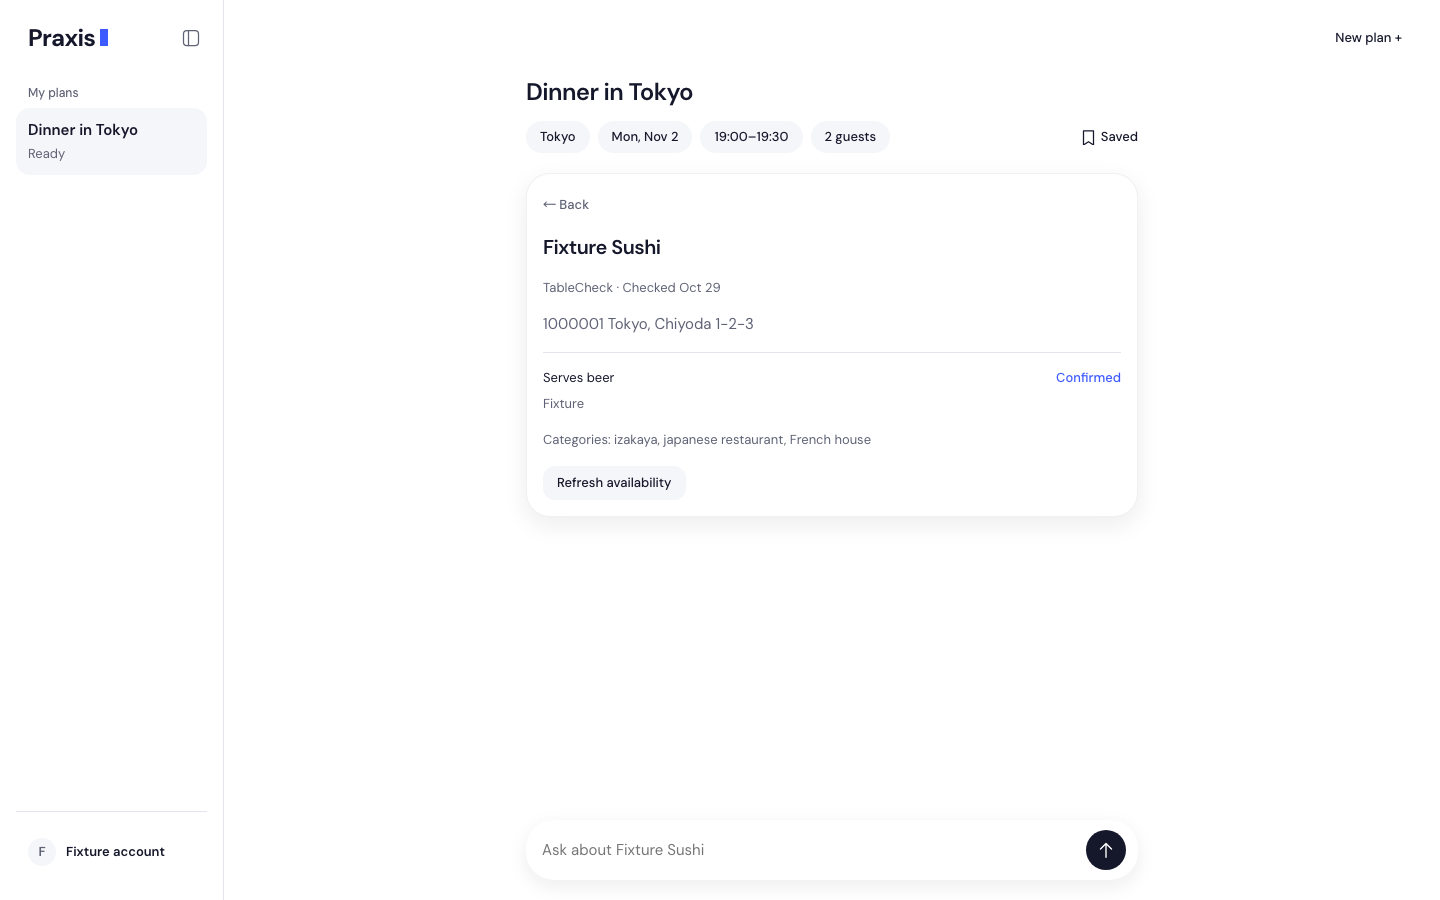 Praxis
New plan +
My plans
Dinner in Tokyo
Ready
Dinner in Tokyo
Tokyo
Mon, Nov 2
19:00–19:30
2 guests
Saved
← Back
Fixture Sushi
TableCheck · Checked Oct 29
1000001 Tokyo, Chiyoda 1-2-3
Serves beer
Confirmed
Fixture
Categories: izakaya, japanese restaurant, French house
Refresh availability
F
Fixture account
Ask about Fixture Sushi